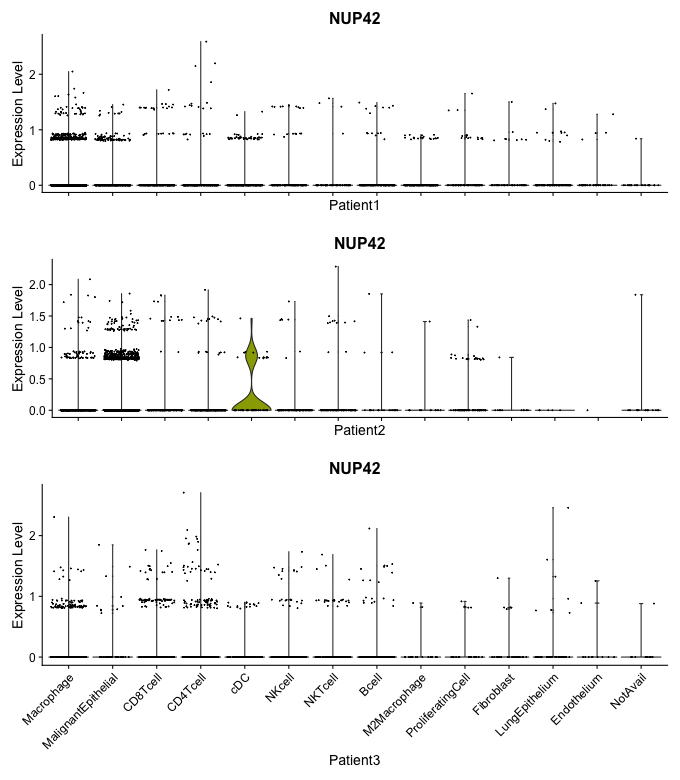 NUP42
Expression Level
2
1
0
Patient1
NUP42
Expression Level
2.0
1.5
1.0
0.5
0.0
Patient2
NUP42
Expression Level
2
1
0
Macrophage
MalignantEpithelial
CD8Tcell
CD4Tcell
cDC
NKcell
NKTcell
Bcell
M2Macrophage
ProliferatingCell
Fibroblast
LungEpithelium
Endothelium
NotAvail
Patient3